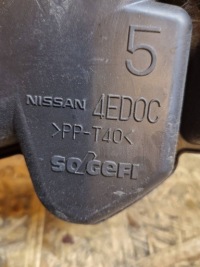 5
NISSAN 4EDOC
>PP-T40<
SOGEFI